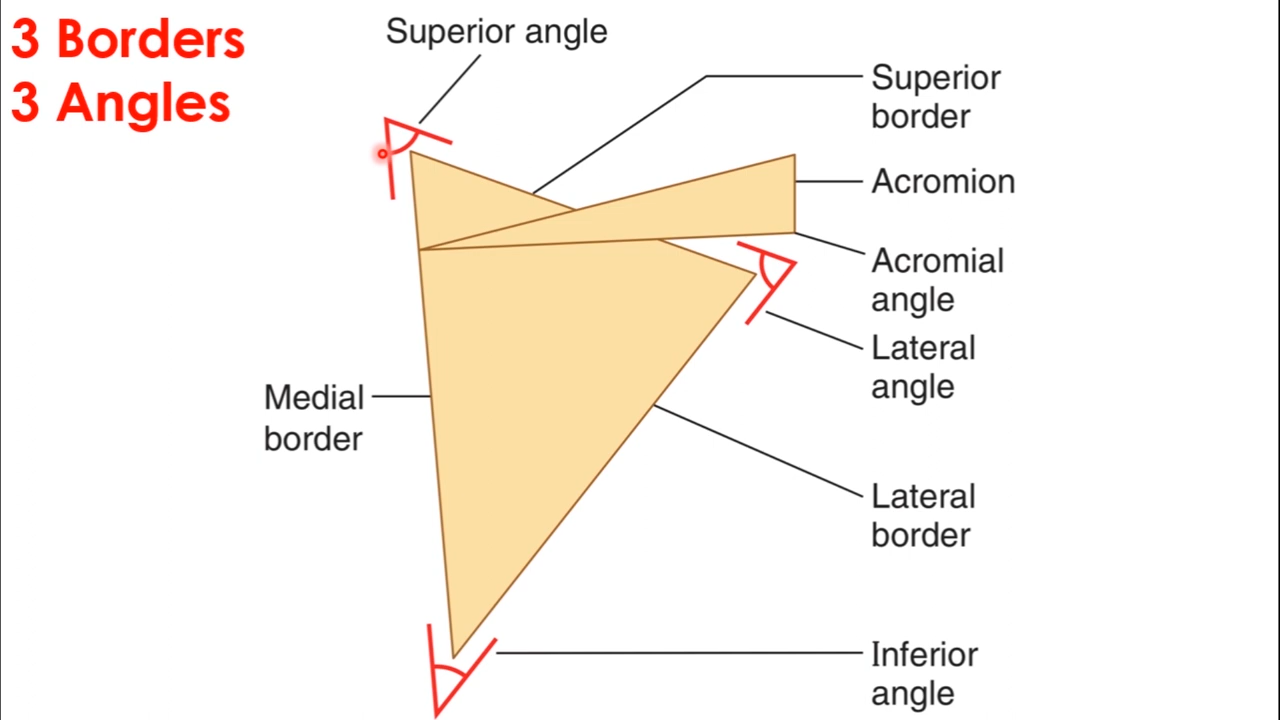 3 Borders
3 Angles
Superior angle
Superior
border
Acromion
Acromial
angle
Lateral
angle
Medial
border
Lateral
border
Inferior
angle